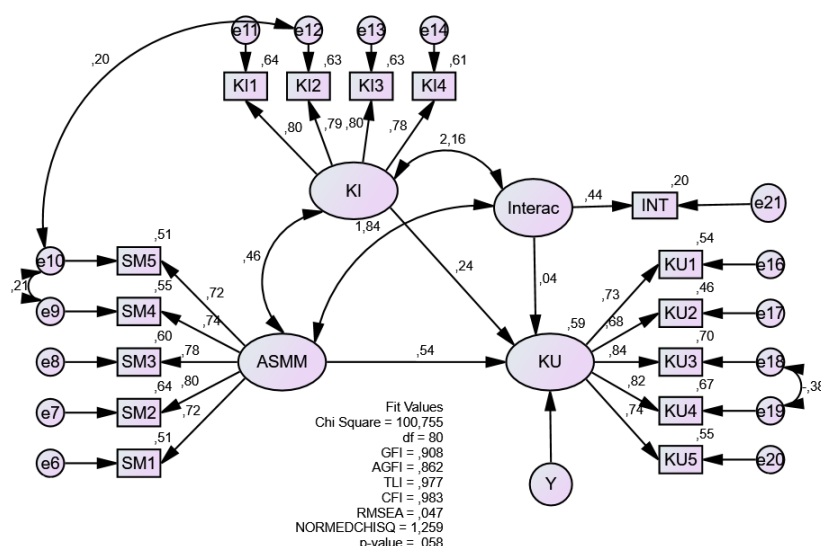 e11 e12 e13 e14
,20
,64 ,63 ,63 ,61
KI1 KI2 KI3 KI4
,80 ,79 ,80 ,78
2,16
KI
Interac
,44
,20
INT
e21
1,84
,46
,24
,04
e10
,51
SM5
,21
e9
,55
SM4
e8
,60
SM3
e7
,64
SM2
e6
,51
SM1
,72
,74
,78
,80
,72
ASMM
,54
,59
KU
,54
KU1
e16
,46
KU2
e17
,70
KU3
e18
,67
KU4
e19
,55
KU5
e20
,73
,68
,84
,82
,74
-,38
Y
Fit Values
Chi Square = 100,755
df = 80
GFI = ,908
AGFI = ,862
TLI = ,977
CFI = ,983
RMSEA = ,047
NORMEDCHISQ = 1,259
p-value = ,058